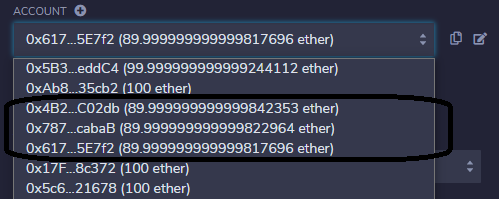 ACCOUNT
0x617...5E7f2 (89.999999999999817696 ether)
0x5B3...eddC4 (99.999999999999244112 ether)
0xAb8...35cb2 (100 ether)
0x4B2...C02db (89.999999999999842353 ether)
0x787...cabaB (89.999999999999822964 ether)
0x617...5E7f2 (89.999999999999817696 ether)
0x17F...8c372 (100 ether)
0x5c6...21678 (100 ether)